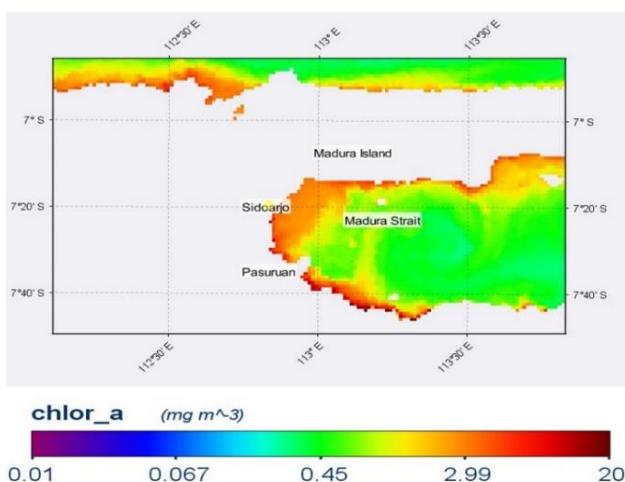 112°30' E
113° E
113°30' E
7° S
7° S
Madura Island
7°20' S
Sidoarjo
Madura Strait
7°20' S
Pasuruan
7°40' S
7°40' S
112°30' E
113° E
113°30' E
chlor_a (mg m^-3)
0.01 0.067 0.45 2.99 20